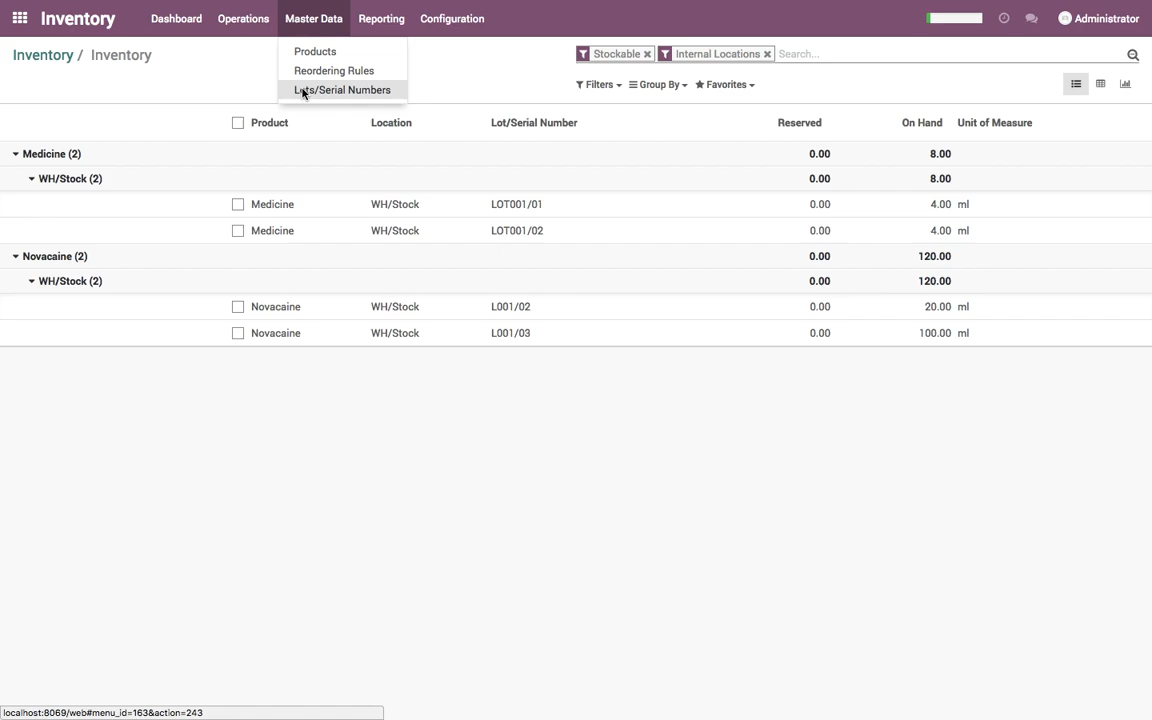 Inventory Dashboard Operations Master Data Reporting Configuration Administrator
Inventory / Inventory
Products
Reordering Rules
Lots/Serial Numbers
Stockable Internal Locations Search...
Filters Group By Favorites
Product Location Lot/Serial Number Reserved On Hand Unit of Measure
Medicine (2) 0.00 8.00
WH/Stock (2) 0.00 8.00
Medicine WH/Stock LOT001/01 0.00 4.00 ml
Medicine WH/Stock LOT001/02 0.00 4.00 ml
Novacaine (2) 0.00 120.00
WH/Stock (2) 0.00 120.00
Novacaine WH/Stock L001/02 0.00 20.00 ml
Novacaine WH/Stock L001/03 0.00 100.00 ml
localhost:8069/web#menu_id=163&action=243